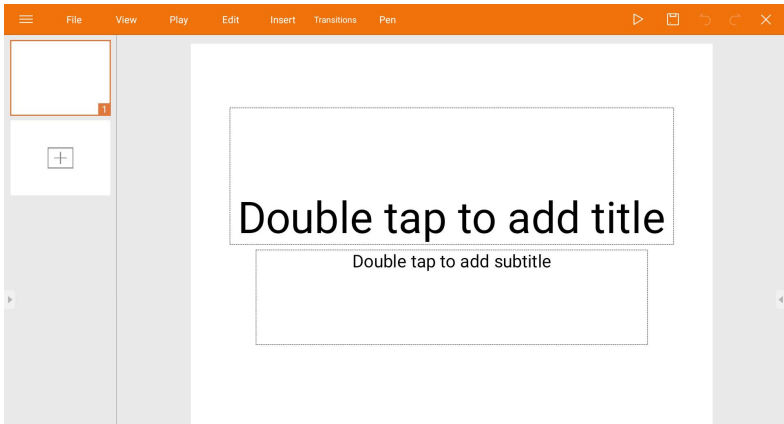 File View Play Edit Insert Transitions Pen
1
Double tap to add title
Double tap to add subtitle